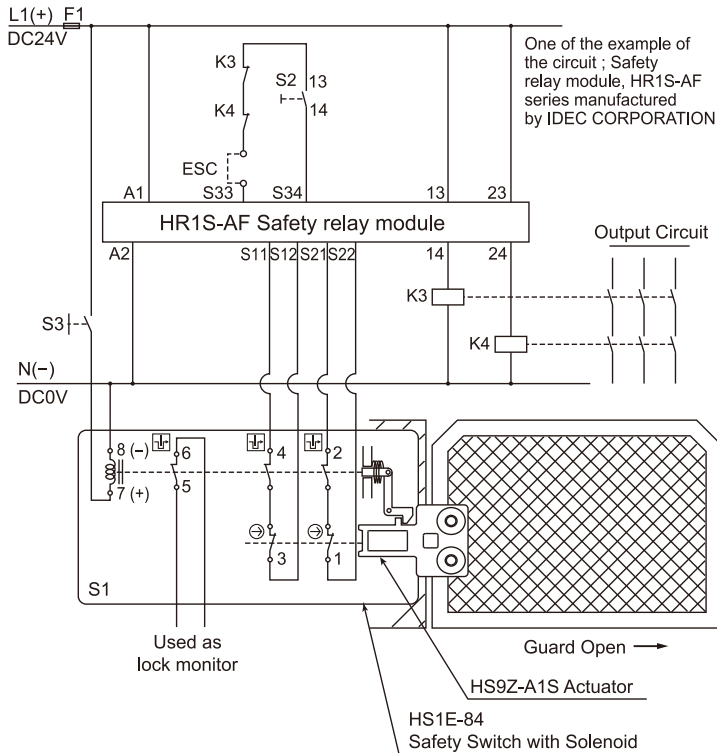 L1(+) F1
DC24V
One of the example of
the circuit ; Safety
relay module, HR1S-AF
series manufactured
by IDEC CORPORATION
K3
S2
13
14
K4
ESC
A1
S33
S34
13
23
HR1S-AF Safety relay module
A2
S11
S12
S21
S22
14
24
Output Circuit
K3
S3
K4
N(−)
DC0V
8 (−)
6
4
2
7 (+)
5
3
1
S1
Used as
lock monitor
Guard Open
HS9Z-A1S Actuator
HS1E-84
Safety Switch with Solenoid